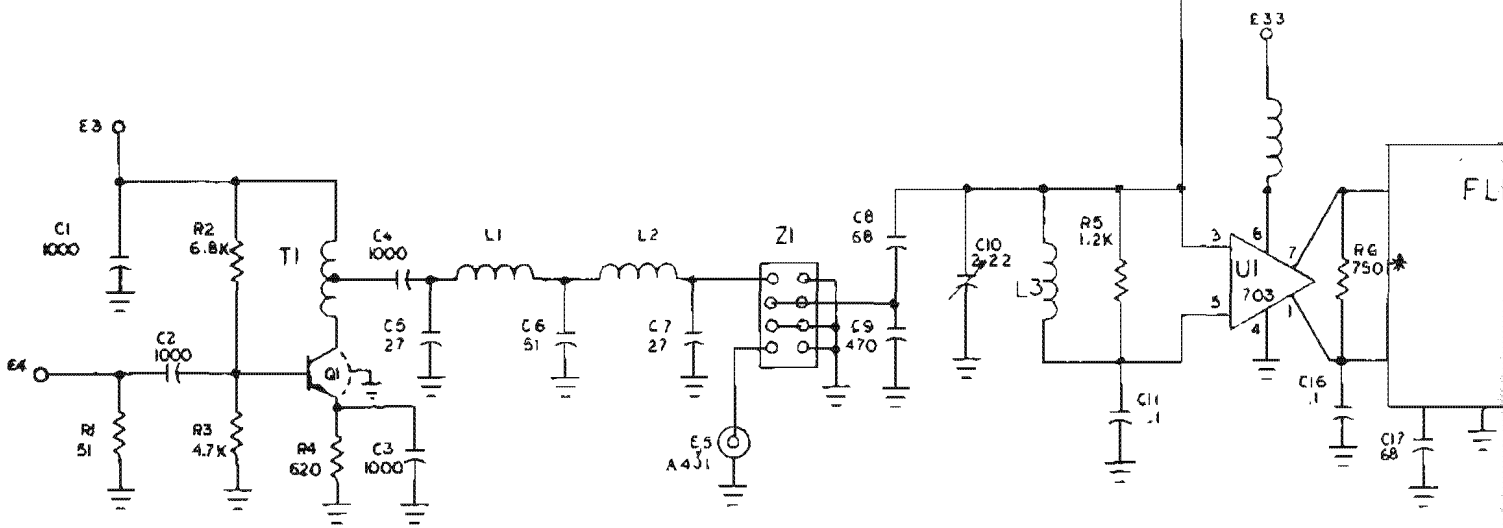 E33
E3
C1
1000
R2
6.8K
T1
C4
1000
L1
L2
Z1
C8
68
C10
2-22
L3
R5
1.2K
3
5
6
7
1
4
U1
703
R6
750
*
FL
C2
1000
C5
27
C6
51
C7
27
C9
470
E4
Q1
R1
51
R3
4.7K
R4
620
C3
1000
E5
C11
.1
C16
.1
C17
68